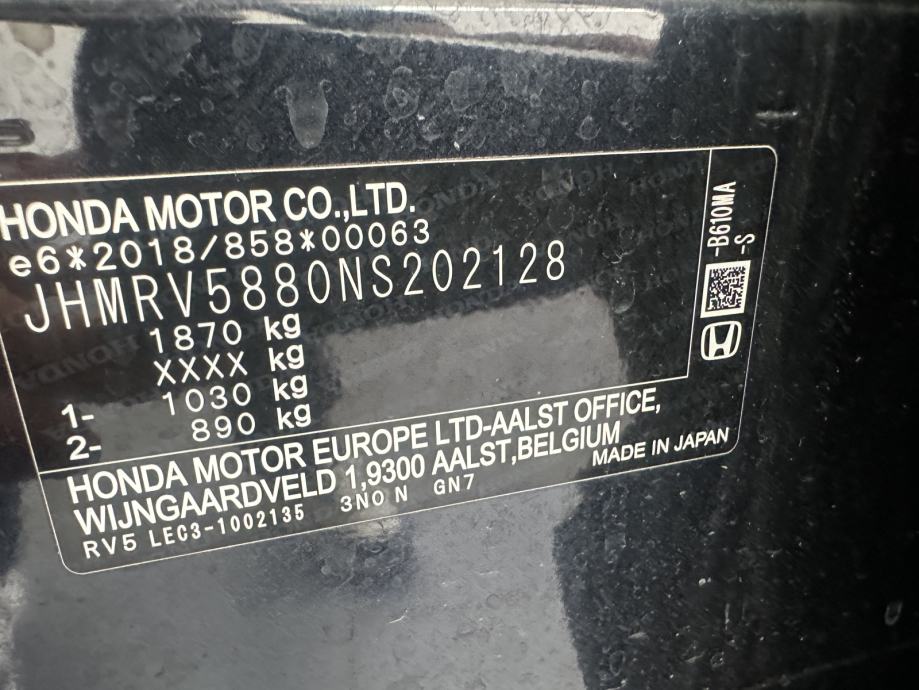 HONDA MOTOR CO.,LTD.
e6*2018/858*00063
JHMRV5880NS202128
1870 kg
XXXX kg
1- 1030 kg
2- 890 kg
HONDA MOTOR EUROPE LTD-AALST OFFICE,
WIJNGAARDVELD 1,9300 AALST,BELGIUM
MADE IN JAPAN
RV5 LEC3-1002135 3N0 N GN7
-B610MA
-S